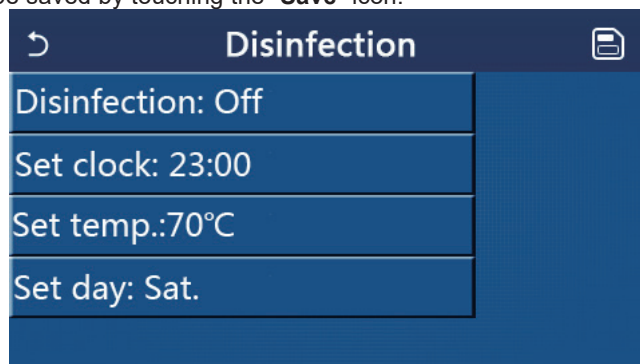 be saved by touching the "Save" icon.
Disinfection
Disinfection: Off
Set clock: 23:00
Set temp.:70℃
Set day: Sat.